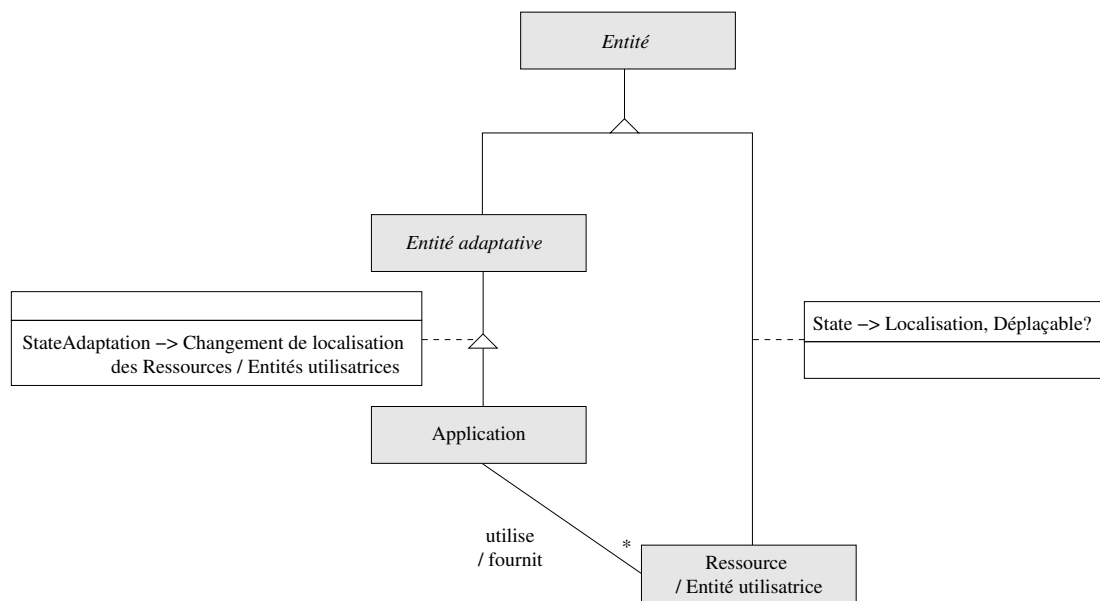 Entité
Entité adaptative
StateAdaptation −> Changement de localisation
des Ressources / Entités utilisatrices
State −> Localisation, Déplaçable?
Application
utilise
/ fournit
*
Ressource
/ Entité utilisatrice